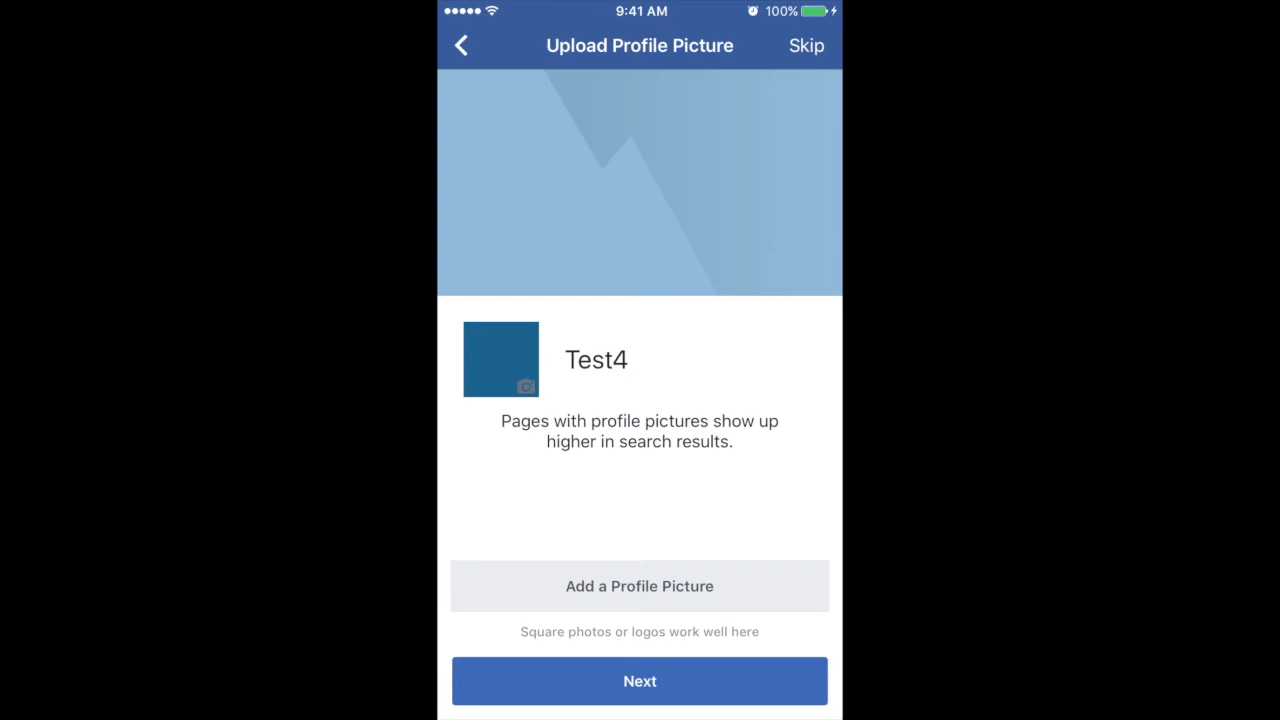 9:41 AM
100%
Upload Profile Picture
Skip
Test4
Pages with profile pictures show up
higher in search results.
Add a Profile Picture
Square photos or logos work well here
Next